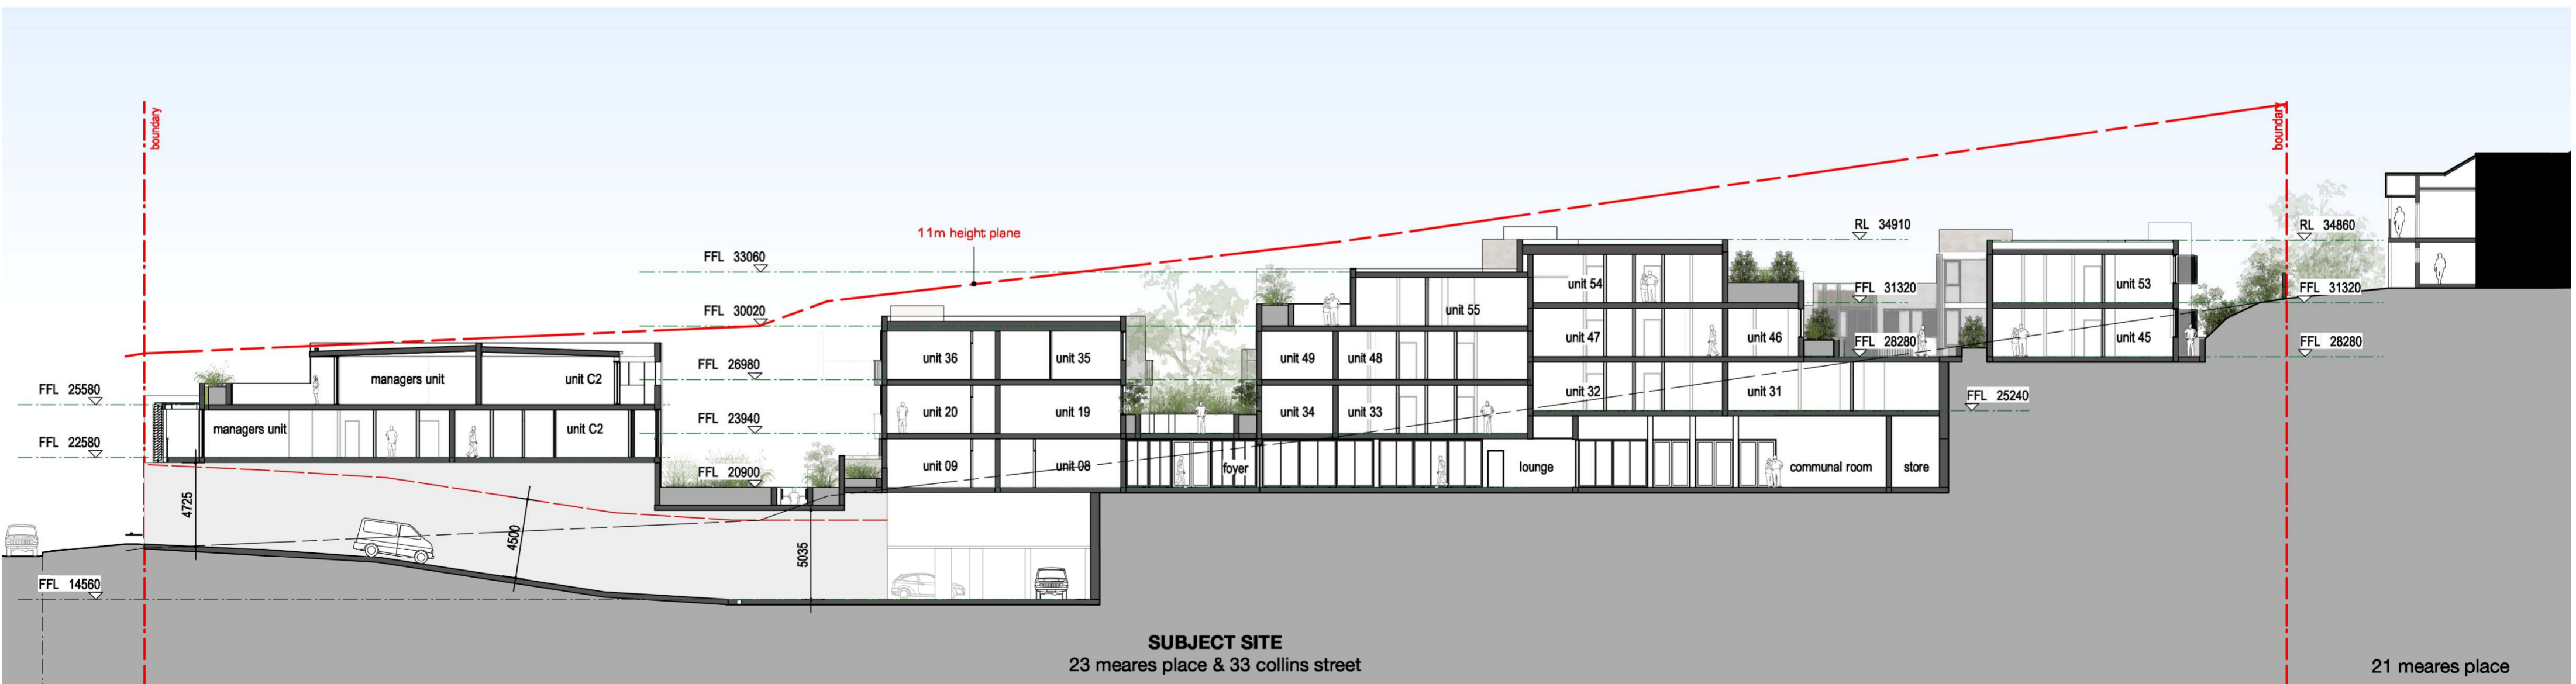 boundary
boundary
11m height plane
RL 34910
RL 34860
FFL 33060
FFL 30020
FFL 26980
FFL 23940
FFL 20900
FFL 25580
FFL 22580
FFL 14560
FFL 31320
FFL 28280
FFL 25240
FFL 31320
FFL 28280
managers unit
unit C2
managers unit
unit C2
unit 36
unit 35
unit 20
unit 19
unit 09
unit 08
unit 54
unit 55
unit 53
unit 49
unit 48
unit 47
unit 46
unit 45
unit 34
unit 33
unit 32
unit 31
foyer
lounge
communal room
store
4725
4500
5035
SUBJECT SITE
23 meares place & 33 collins street
21 meares place